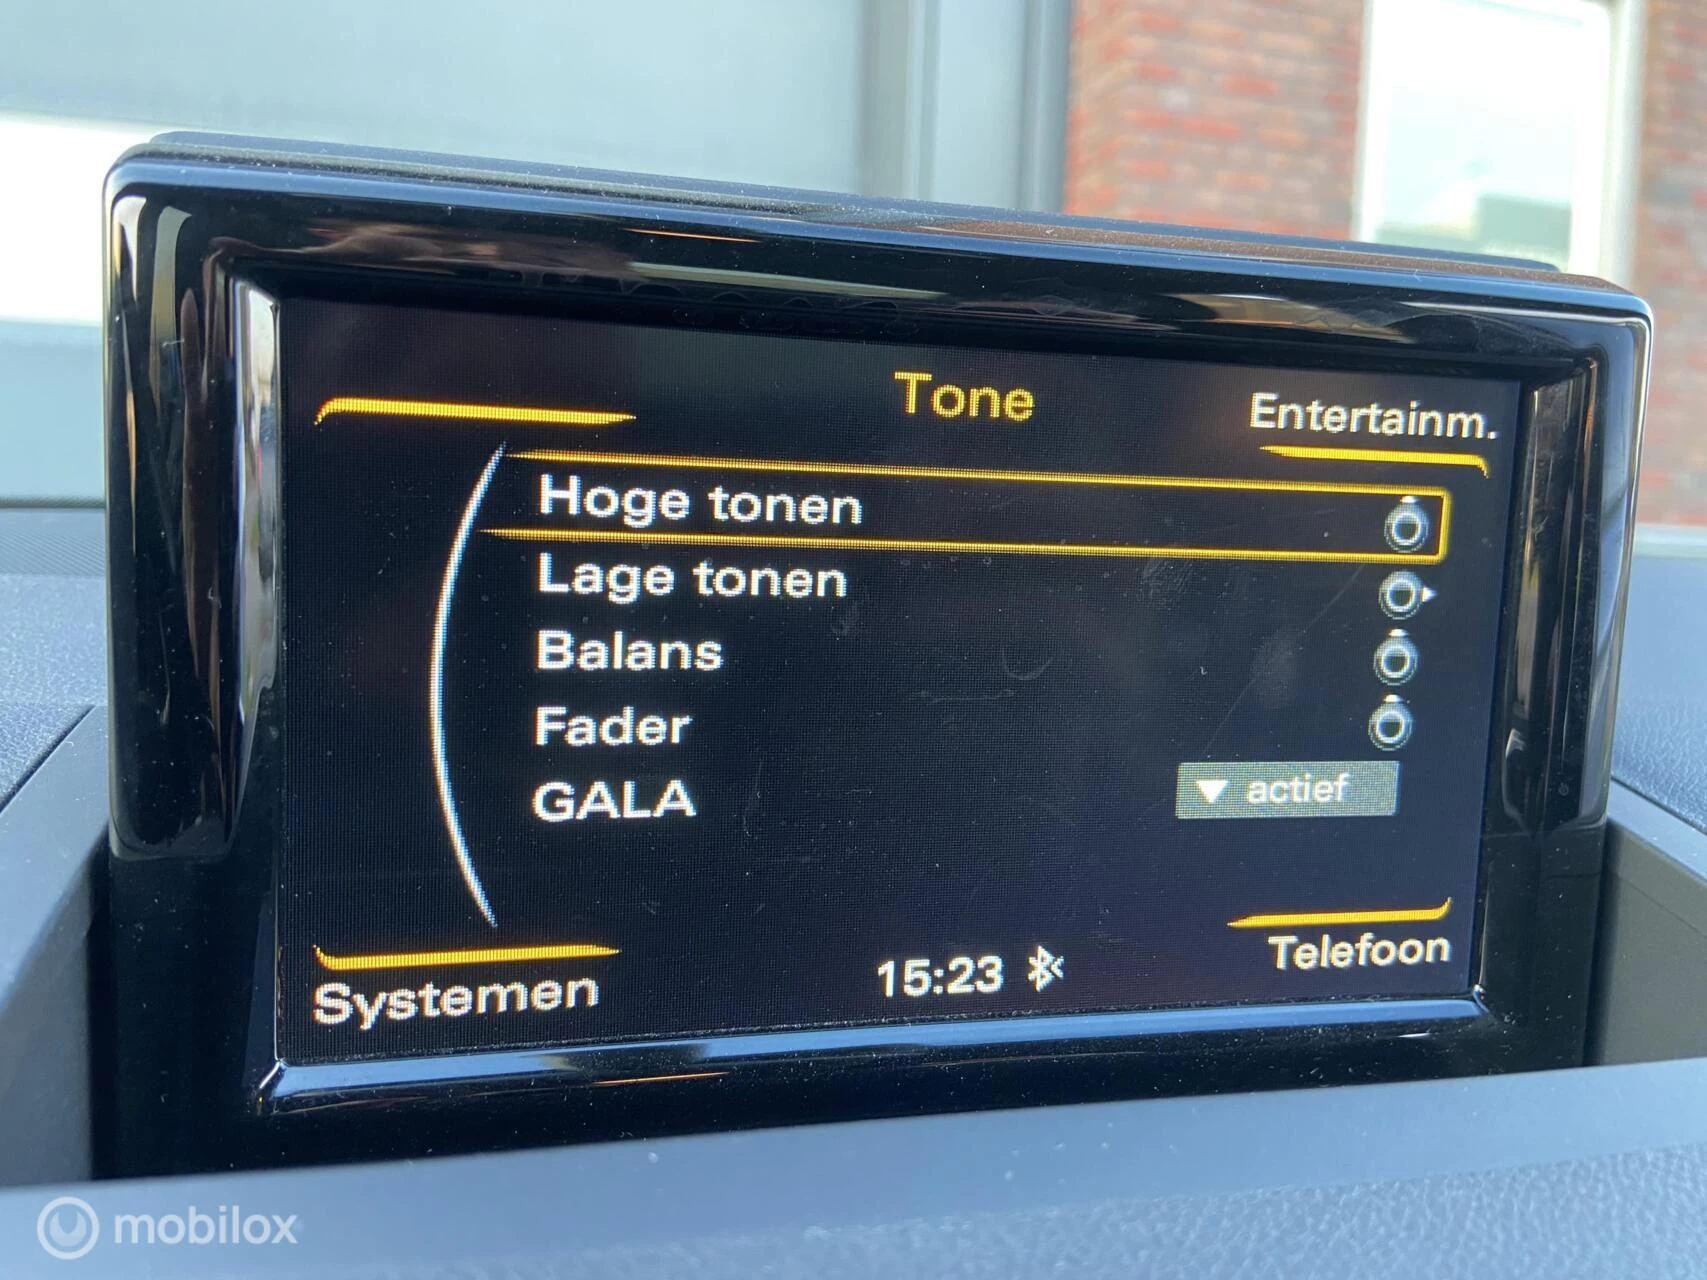 Tone
Entertainm.
Hoge tonen
Lage tonen
Balans
Fader
GALA
actief
Systemen
15:23
Telefoon
mobilox